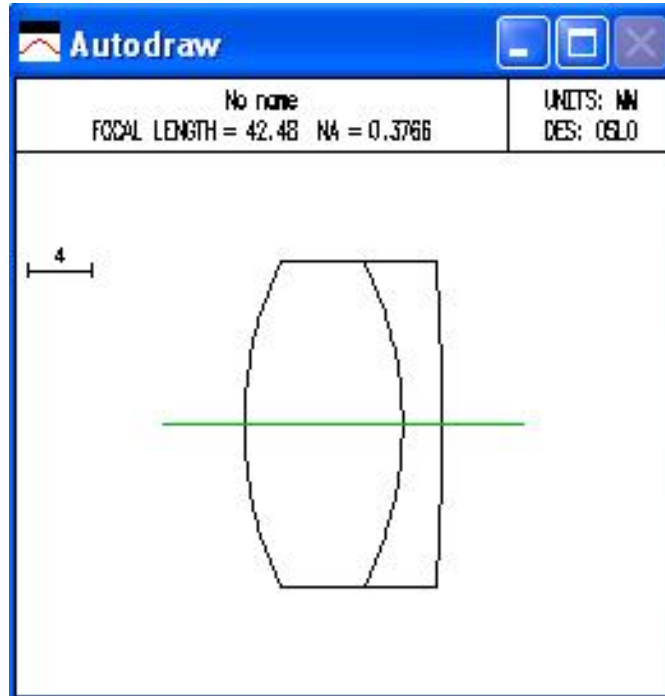 Autodraw
No name
FOCAL LENGTH = 42.48 NA = 0.3766
UNITS: MM
DES: OSLO
4